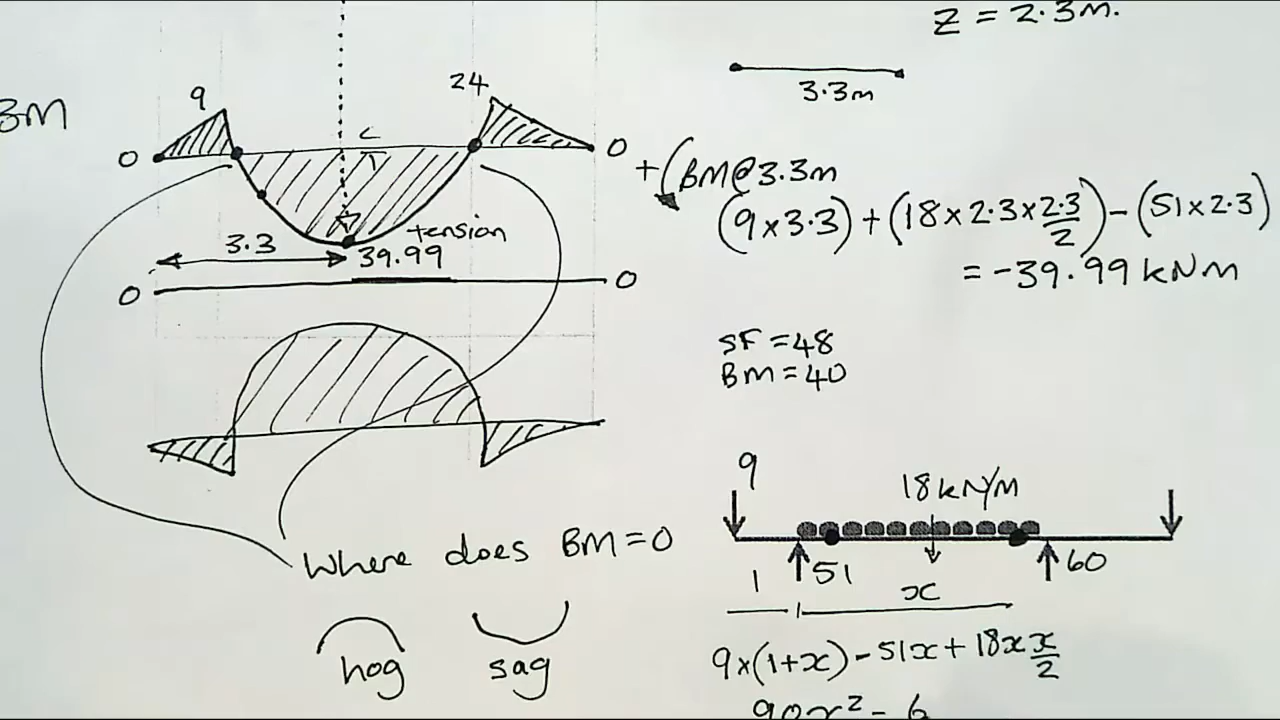 Z = 2.3m.
3.3m
BM
9
24
0
0
+(BM@3.3m
(9×3.3)+(18×2.3×2.3/2)-(51×2.3)
= -39.99 kNm
3.3
tension
39.99
0
0
SF = 48
BM = 40
9
18kN/m
51
60
1
x
Where does BM=0
hog
sag
9×(1+x)-51x+18x x/2
9